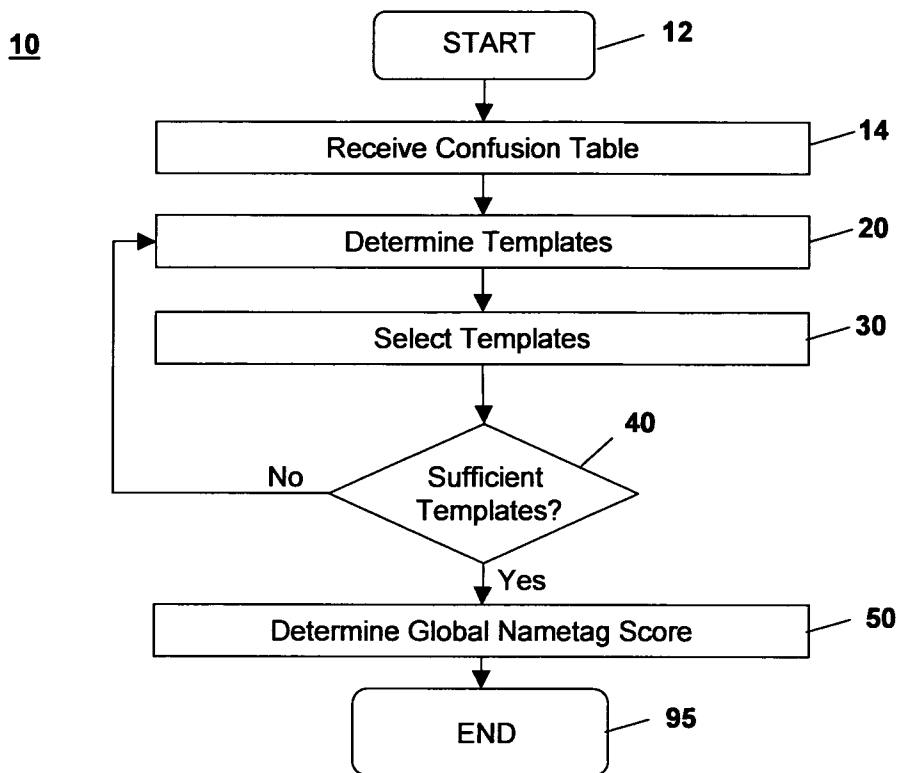 10
START
12
Receive Confusion Table
14
Determine Templates
20
Select Templates
30
Sufficient
Templates?
40
No
Yes
Determine Global Nametag Score
50
END
95